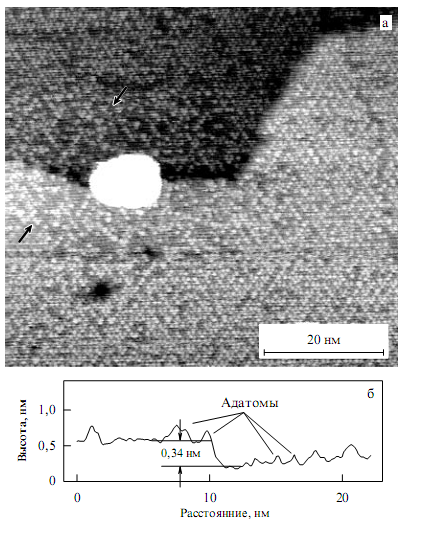 а
20 нм
б
Высота, нм
1,0
0,5
0
Адатомы
0,34 нм
0
10
20
Расстояние, нм